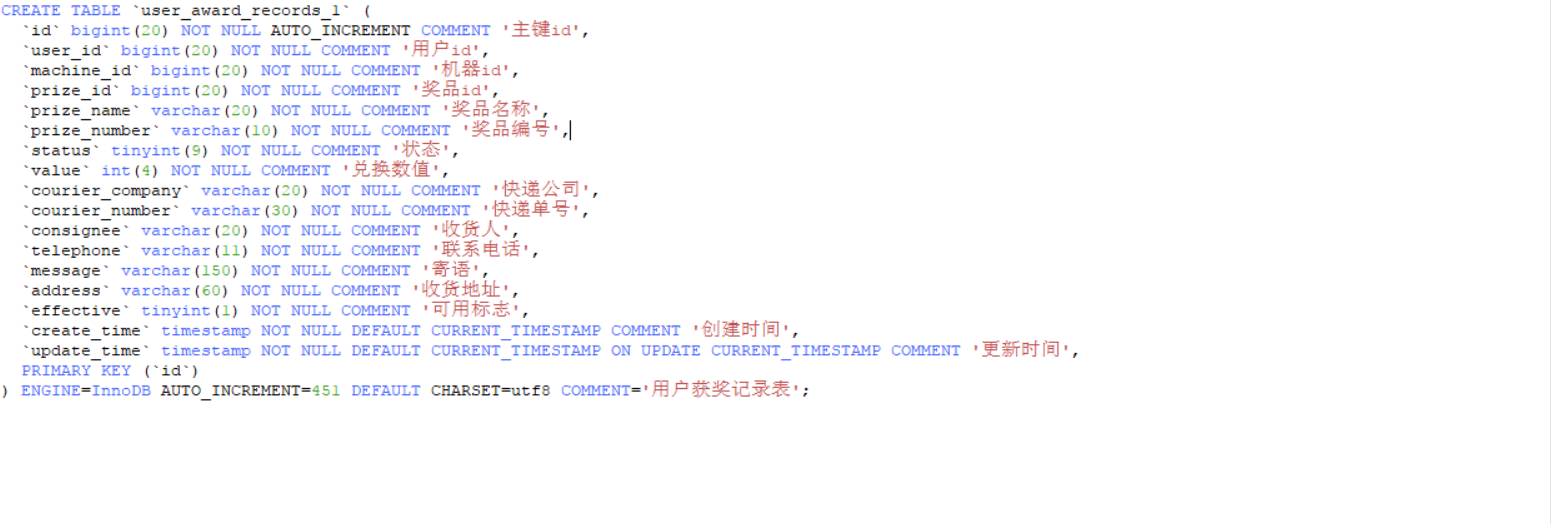 CREATE TABLE `user_award_records_1` (
`id` bigint(20) NOT NULL AUTO_INCREMENT COMMENT '主键id',
`user_id` bigint(20) NOT NULL COMMENT '用户id',
`machine_id` bigint(20) NOT NULL COMMENT '机器id',
`prize_id` bigint(20) NOT NULL COMMENT '奖品id',
`prize_name` varchar(20) NOT NULL COMMENT '奖品名称',
`prize_number` varchar(10) NOT NULL COMMENT '奖品编号',
`status` tinyint(9) NOT NULL COMMENT '状态',
`value` int(4) NOT NULL COMMENT '兑换数值',
`courier_company` varchar(20) NOT NULL COMMENT '快递公司',
`courier_number` varchar(30) NOT NULL COMMENT '快递单号',
`consignee` varchar(20) NOT NULL COMMENT '收货人',
`telephone` varchar(11) NOT NULL COMMENT '联系电话',
`message` varchar(150) NOT NULL COMMENT '寄语',
`address` varchar(60) NOT NULL COMMENT '收货地址',
`effective` tinyint(1) NOT NULL COMMENT '可用标志',
`create_time` timestamp NOT NULL DEFAULT CURRENT_TIMESTAMP COMMENT '创建时间',
`update_time` timestamp NOT NULL DEFAULT CURRENT_TIMESTAMP ON UPDATE CURRENT_TIMESTAMP COMMENT '更新时间',
PRIMARY KEY (`id`)
) ENGINE=InnoDB AUTO_INCREMENT=451 DEFAULT CHARSET=utf8 COMMENT='用户获奖记录表';